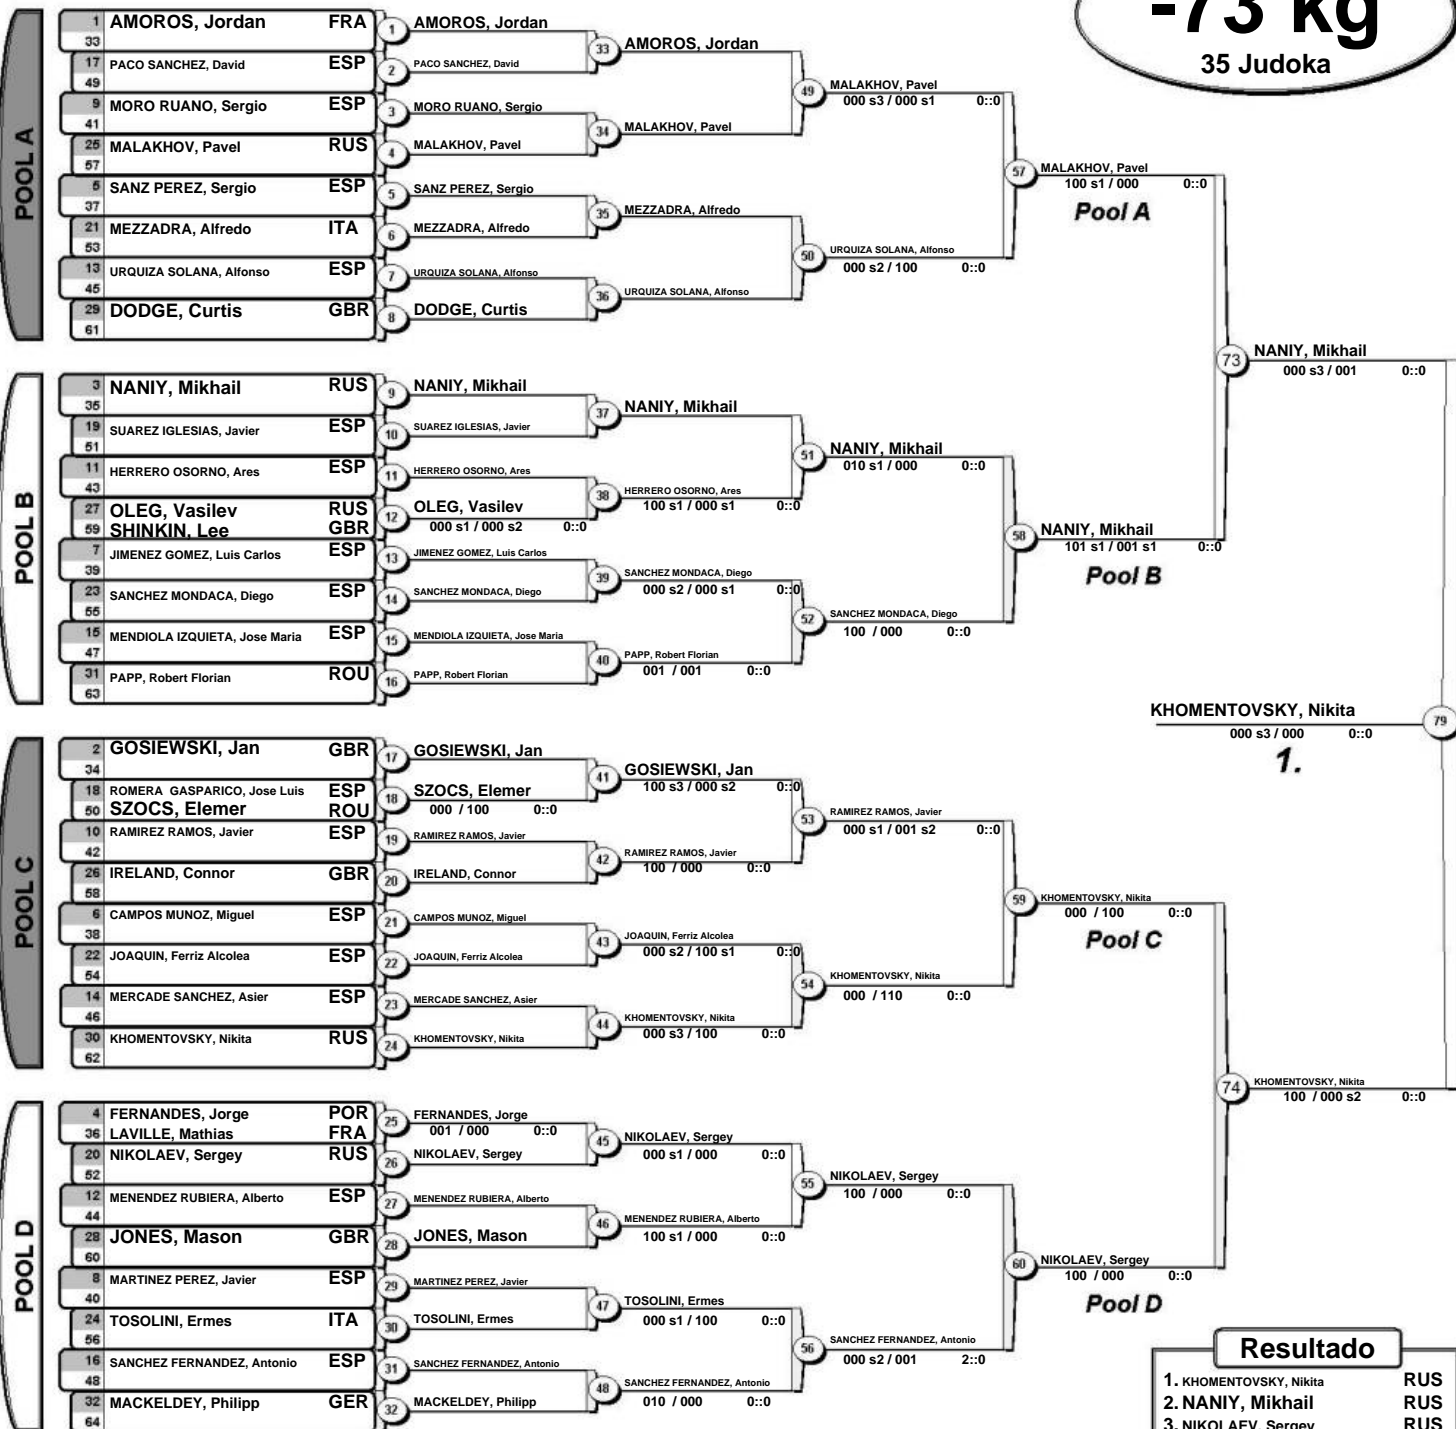 -73 kg
35 Judoka
POOL A
1 AMOROS, Jordan FRA
33
17 PACO SANCHEZ, David ESP
49
9 MORO RUANO, Sergio ESP
41
25 MALAKHOV, Pavel RUS
57
5 SANZ PEREZ, Sergio ESP
37
21 MEZZADRA, Alfredo ITA
53
13 URQUIZA SOLANA, Alfonso ESP
45
29 DODGE, Curtis GBR
61
1 AMOROS, Jordan
2 PACO SANCHEZ, David
3 MORO RUANO, Sergio
4 MALAKHOV, Pavel
5 SANZ PEREZ, Sergio
6 MEZZADRA, Alfredo
7 URQUIZA SOLANA, Alfonso
8 DODGE, Curtis
33 AMOROS, Jordan
34 MALAKHOV, Pavel
35 MEZZADRA, Alfredo
36 URQUIZA SOLANA, Alfonso
49 MALAKHOV, Pavel
000 s3 / 000 s1 0::0
50 URQUIZA SOLANA, Alfonso
000 s2 / 100 0::0
57 MALAKHOV, Pavel
100 s1 / 000 0::0
Pool A
POOL B
3 NANIY, Mikhail RUS
35
19 SUAREZ IGLESIAS, Javier ESP
51
11 HERRERO OSORNO, Ares ESP
43
27 OLEG, Vasilev RUS
59 SHINKIN, Lee GBR
7 JIMENEZ GOMEZ, Luis Carlos ESP
39
23 SANCHEZ MONDACA, Diego ESP
55
15 MENDIOLA IZQUIETA, Jose Maria ESP
47
31 PAPP, Robert Florian ROU
63
9 NANIY, Mikhail
10 SUAREZ IGLESIAS, Javier
11 HERRERO OSORNO, Ares
12 OLEG, Vasilev
000 s1 / 000 s2 0::0
13 JIMENEZ GOMEZ, Luis Carlos
14 SANCHEZ MONDACA, Diego
15 MENDIOLA IZQUIETA, Jose Maria
16 PAPP, Robert Florian
37 NANIY, Mikhail
38 HERRERO OSORNO, Ares
100 s1 / 000 s1 0::0
39 SANCHEZ MONDACA, Diego
000 s2 / 000 s1 0::0
40 PAPP, Robert Florian
001 / 001 0::0
51 NANIY, Mikhail
010 s1 / 000 0::0
52 SANCHEZ MONDACA, Diego
100 / 000 0::0
58 NANIY, Mikhail
101 s1 / 001 s1 0::0
Pool B
73 NANIY, Mikhail
000 s3 / 001 0::0
KHOMENTOVSKY, Nikita 79
000 s3 / 000 0::0
1.
POOL C
2 GOSIEWSKI, Jan GBR
34
18 ROMERA GASPARICO, Jose Luis ESP
50 SZOCS, Elemer ROU
10 RAMIREZ RAMOS, Javier ESP
42
26 IRELAND, Connor GBR
58
6 CAMPOS MUNOZ, Miguel ESP
38
22 JOAQUIN, Ferriz Alcolea ESP
54
14 MERCADE SANCHEZ, Asier ESP
46
30 KHOMENTOVSKY, Nikita RUS
62
17 GOSIEWSKI, Jan
18 SZOCS, Elemer
000 / 100 0::0
19 RAMIREZ RAMOS, Javier
20 IRELAND, Connor
21 CAMPOS MUNOZ, Miguel
22 JOAQUIN, Ferriz Alcolea
23 MERCADE SANCHEZ, Asier
24 KHOMENTOVSKY, Nikita
41 GOSIEWSKI, Jan
100 s3 / 000 s2 0::0
42 RAMIREZ RAMOS, Javier
100 / 000 0::0
43 JOAQUIN, Ferriz Alcolea
000 s2 / 100 s1 0::0
44 KHOMENTOVSKY, Nikita
000 s3 / 100 0::0
53 RAMIREZ RAMOS, Javier
000 s1 / 001 s2 0::0
54 KHOMENTOVSKY, Nikita
000 / 110 0::0
59 KHOMENTOVSKY, Nikita
000 / 100 0::0
Pool C
74 KHOMENTOVSKY, Nikita
100 / 000 s2 0::0
POOL D
4 FERNANDES, Jorge POR
36 LAVILLE, Mathias FRA
20 NIKOLAEV, Sergey RUS
52
12 MENENDEZ RUBIERA, Alberto ESP
44
28 JONES, Mason GBR
60
8 MARTINEZ PEREZ, Javier ESP
40
24 TOSOLINI, Ermes ITA
56
16 SANCHEZ FERNANDEZ, Antonio ESP
48
32 MACKELDEY, Philipp GER
64
25 FERNANDES, Jorge
001 / 000 0::0
26 NIKOLAEV, Sergey
27 MENENDEZ RUBIERA, Alberto
28 JONES, Mason
29 MARTINEZ PEREZ, Javier
30 TOSOLINI, Ermes
31 SANCHEZ FERNANDEZ, Antonio
32 MACKELDEY, Philipp
45 NIKOLAEV, Sergey
000 s1 / 000 0::0
46 MENENDEZ RUBIERA, Alberto
100 s1 / 000 0::0
47 TOSOLINI, Ermes
000 s1 / 100 0::0
48 SANCHEZ FERNANDEZ, Antonio
010 / 000 0::0
55 NIKOLAEV, Sergey
100 / 000 0::0
56 SANCHEZ FERNANDEZ, Antonio
000 s2 / 001 2::0
60 NIKOLAEV, Sergey
100 / 000 0::0
Pool D
Resultado
1. KHOMENTOVSKY, Nikita RUS
2. NANIY, Mikhail RUS
3. NIKOLAEV, Sergey RUS